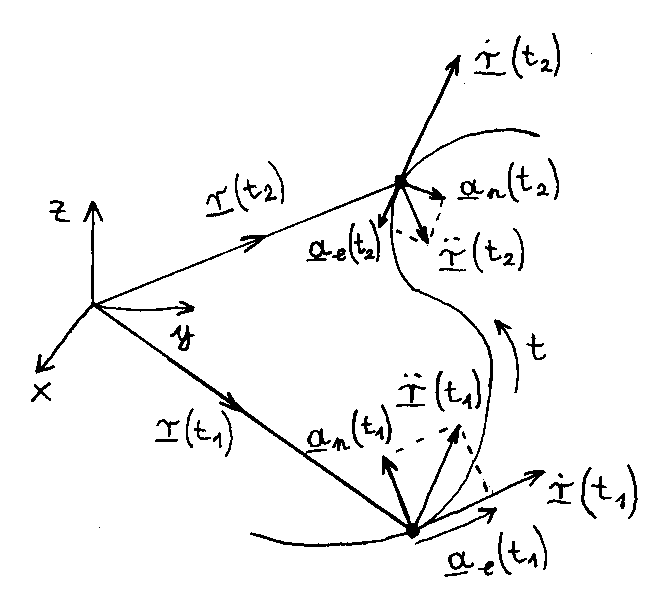 ṙ(t₂)
r(t₂)
aₙ(t₂)
z
aₑ(t₂)
r̈(t₂)
y
t
x
r̈(t₁)
r(t₁)
aₙ(t₁)
ṙ(t₁)
aₑ(t₁)